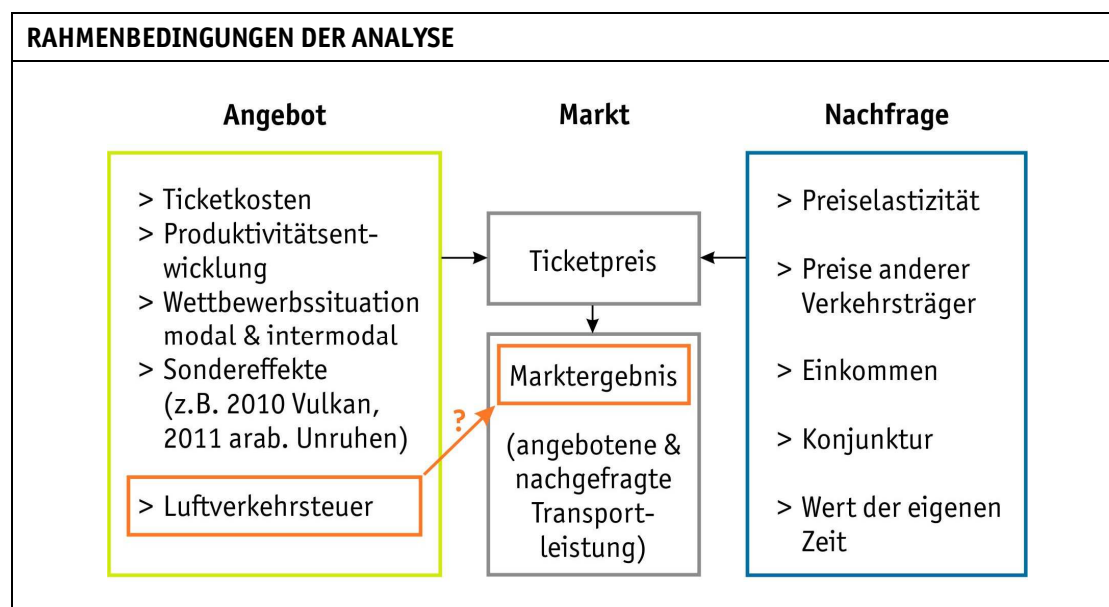 RAHMENBEDINGUNGEN DER ANALYSE
Angebot
> Ticketkosten
> Produktivitätsent-
wicklung
> Wettbewerbssituation
modal & intermodal
> Sondereffekte
(z.B. 2010 Vulkan,
2011 arab. Unruhen)
> Luftverkehrsteuer
?
Markt
Ticketpreis
Marktergebnis
(angebotene &
nachgefragte
Transport-
leistung)
Nachfrage
> Preiselastizität
> Preise anderer
Verkehrsträger
> Einkommen
> Konjunktur
> Wert der eigenen
Zeit